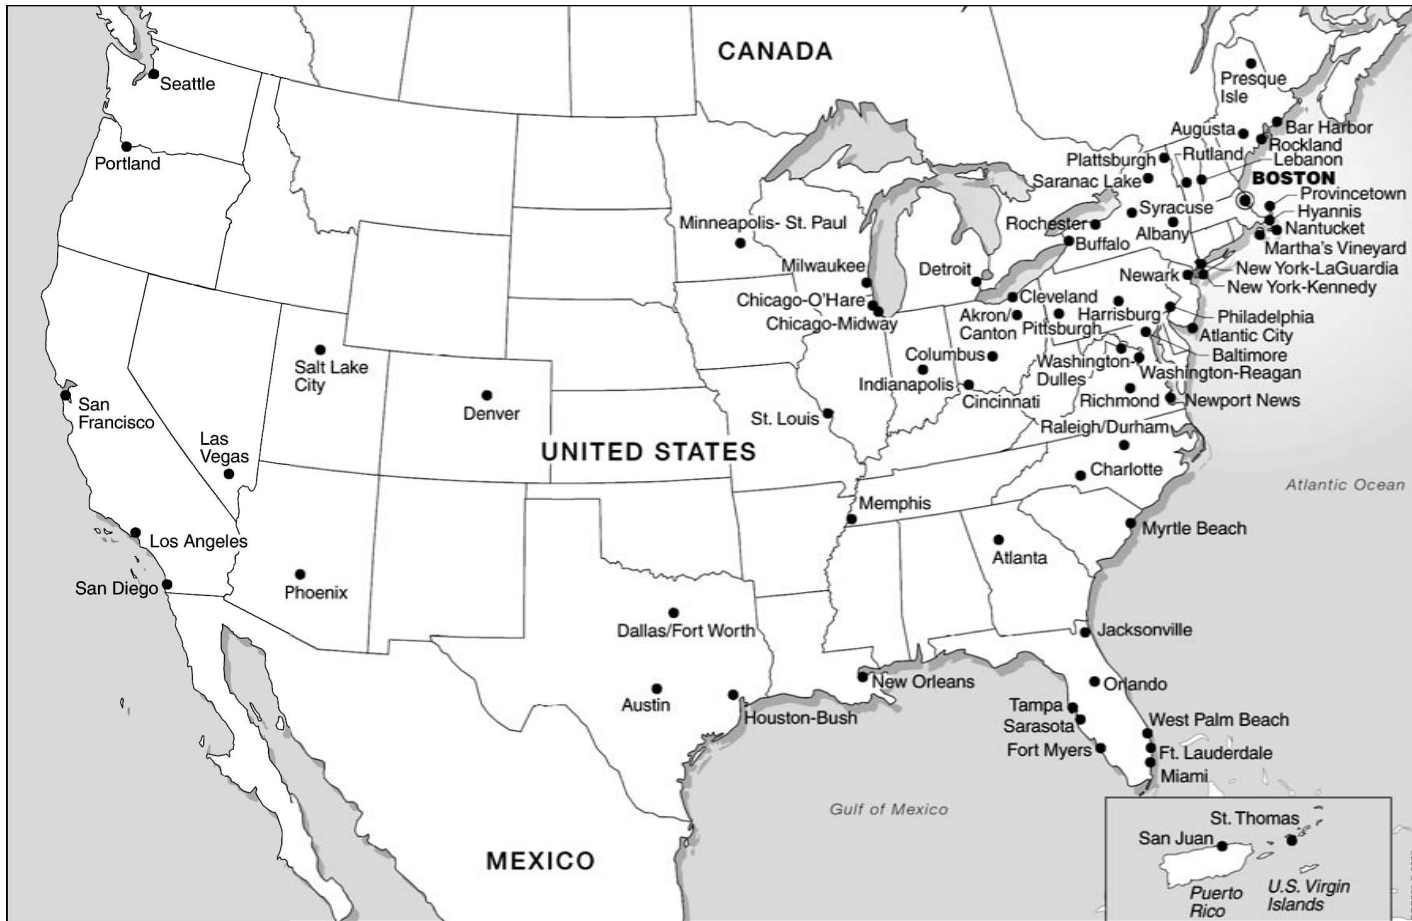 CANADA
Seattle
Portland
Presque
Isle
Augusta
Bar Harbor
Rockland
Plattsburgh
Rutland
Lebanon
Saranac Lake
BOSTON
Provincetown
Syracuse
Hyannis
Rochester
Nantucket
Albany
Buffalo
Martha's Vineyard
Minneapolis- St. Paul
Milwaukee
Detroit
Newark
New York-LaGuardia
New York-Kennedy
Chicago-O'Hare
Cleveland
Chicago-Midway
Akron/
Canton
Pittsburgh
Harrisburg
Philadelphia
Atlantic City
Baltimore
Columbus
Washington-
Dulles
Washington-Reagan
Indianapolis
Cincinnati
Richmond
Newport News
Salt Lake
City
Denver
San
Francisco
Las
Vegas
St. Louis
Raleigh/Durham
UNITED STATES
Charlotte
Atlantic Ocean
Memphis
Myrtle Beach
Los Angeles
Atlanta
San Diego
Phoenix
Dallas/Fort Worth
Jacksonville
New Orleans
Orlando
Austin
Houston-Bush
Tampa
Sarasota
Fort Myers
West Palm Beach
Ft. Lauderdale
Miami
Gulf of Mexico
MEXICO
St. Thomas
San Juan
Puerto
Rico
U.S. Virgin
Islands